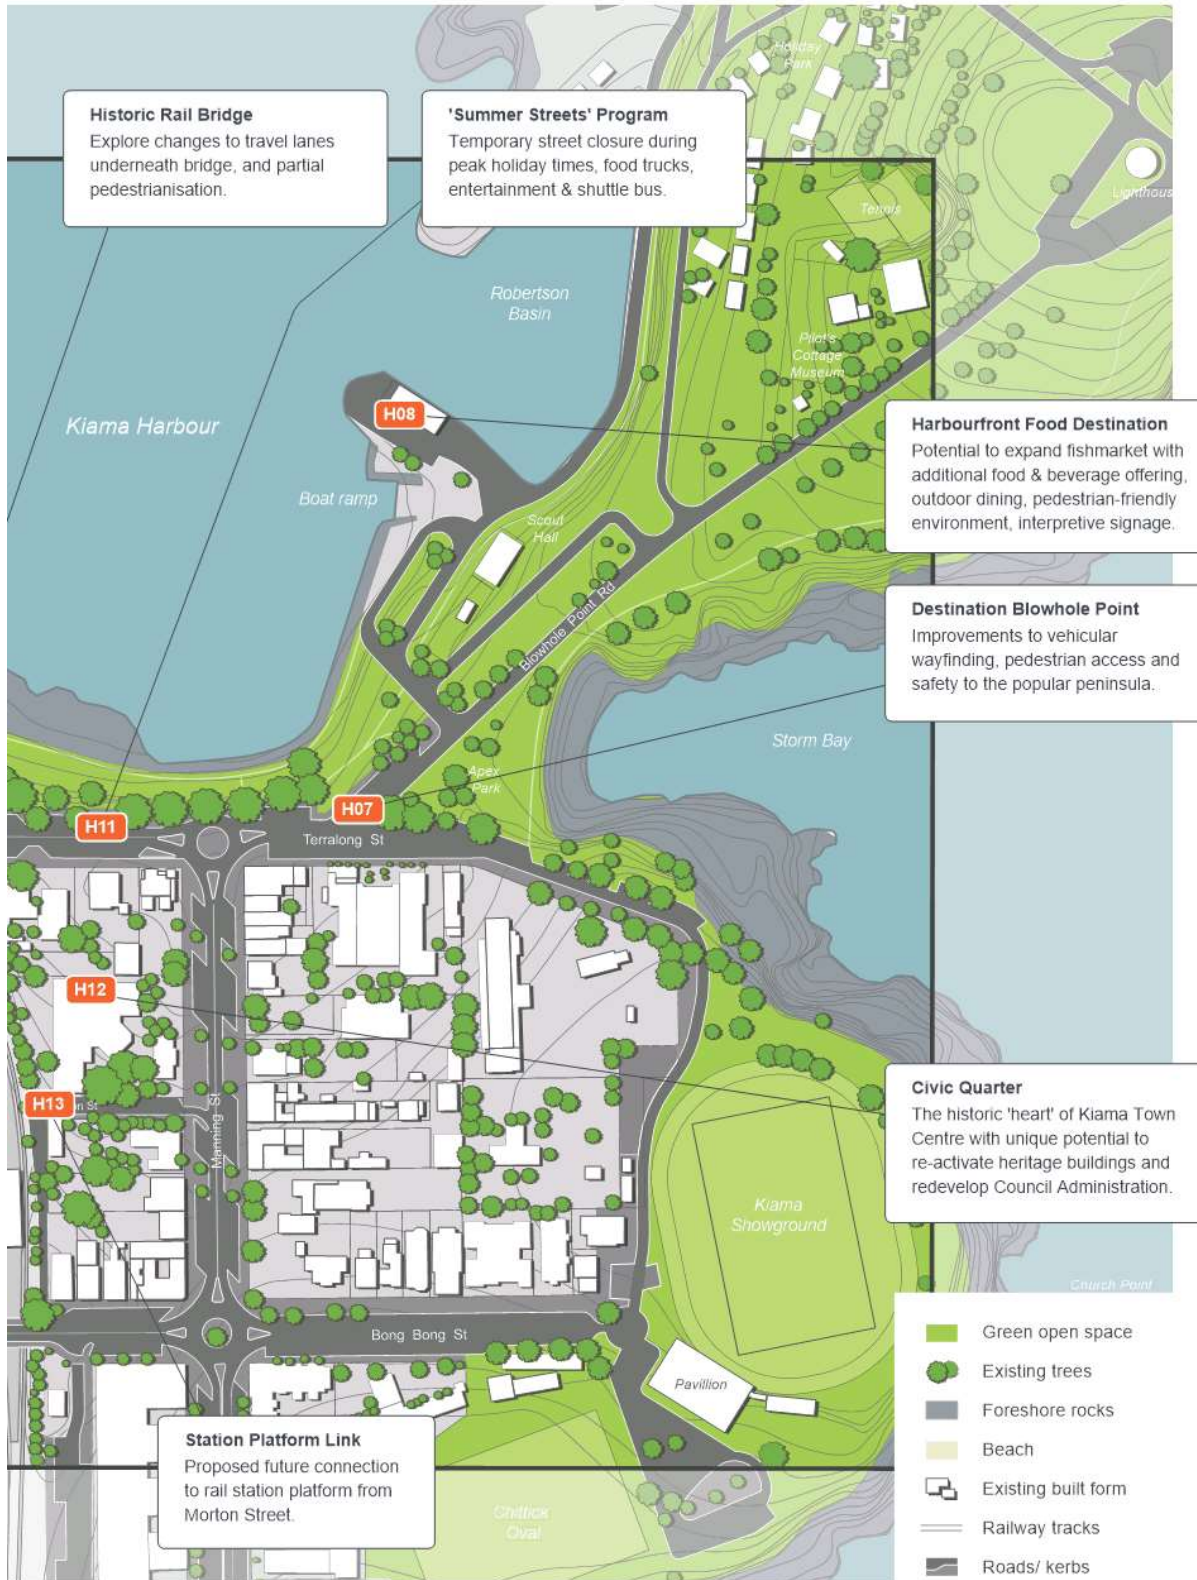 Holiday
Park
Historic Rail Bridge
Explore changes to travel lanes
underneath bridge, and partial
pedestrianisation.
'Summer Streets' Program
Temporary street closure during
peak holiday times, food trucks,
entertainment & shuttle bus.
Lighthous
Tennis
Robertson
Basin
Pilot's
Cottage
Museum
Kiama Harbour
H08
Harbourfront Food Destination
Potential to expand fishmarket with
additional food & beverage offering,
outdoor dining, pedestrian-friendly
environment, interpretive signage.
Boat ramp
Scout
Hall
Blowhole Point Rd
Destination Blowhole Point
Improvements to vehicular
wayfinding, pedestrian access and
safety to the popular peninsula.
Storm Bay
Apex
Park
H07
H11
Terralong St
H12
H13
on St
Manning St
Civic Quarter
The historic 'heart' of Kiama Town
Centre with unique potential to
re-activate heritage buildings and
redevelop Council Administration.
Kiama
Showground
Church Point
Bong Bong St
Pavillion
Station Platform Link
Proposed future connection
to rail station platform from
Morton Street.
Chittick
Oval
Green open space
Existing trees
Foreshore rocks
Beach
Existing built form
Railway tracks
Roads/ kerbs